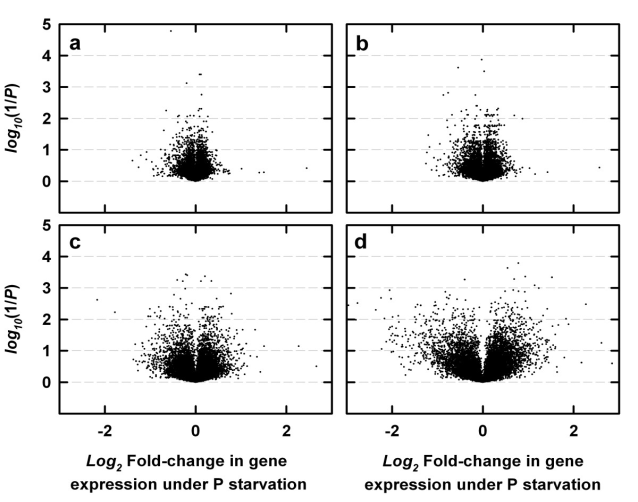 5
4
3
2
1
0
log10(1/P)
a
b
5
4
3
2
1
0
log10(1/P)
c
d
-2 0 2
-2 0 2
Log2 Fold-change in gene
expression under P starvation
Log2 Fold-change in gene
expression under P starvation